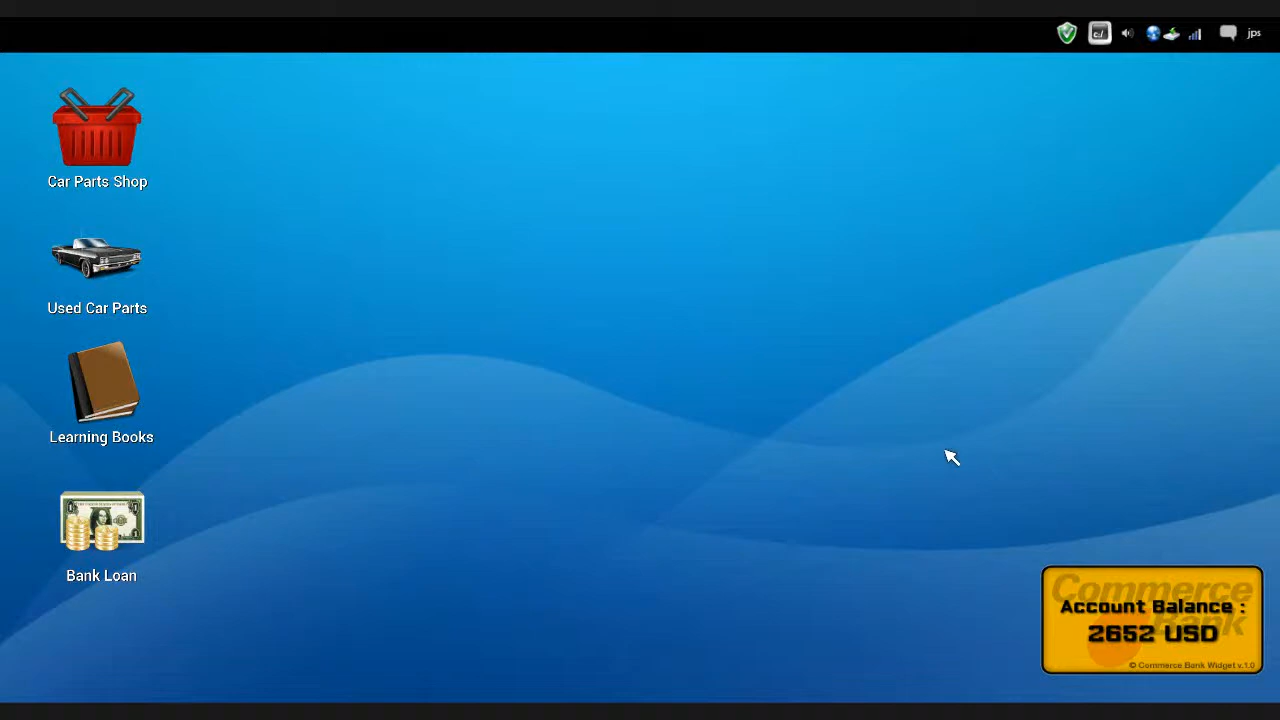 c:/
jps
Car Parts Shop
Used Car Parts
Learning Books
Bank Loan
Commerce Bank
Account Balance :
2652 USD
© Commerce Bank Widget v.1.0